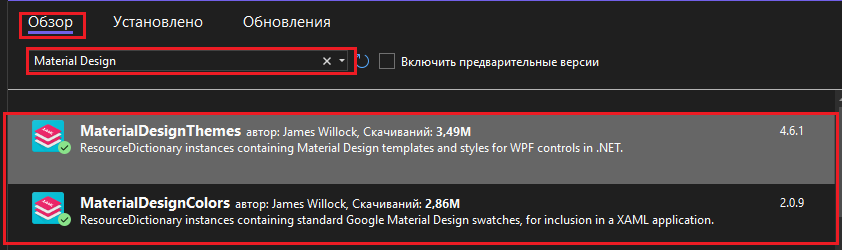 Обзор Установлено Обновления
Material Design Включить предварительные версии
MaterialDesignThemes автор: James Willock, Скачиваний: 3,49M 4.6.1
ResourceDictionary instances containing Material Design templates and styles for WPF controls in .NET.
MaterialDesignColors автор: James Willock, Скачиваний: 2,86M 2.0.9
ResourceDictionary instances containing standard Google Material Design swatches, for inclusion in a XAML application.